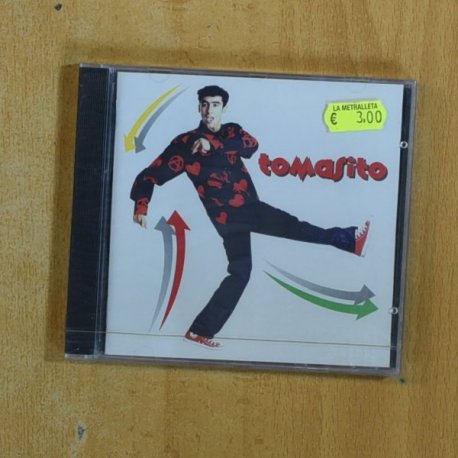 LA METRALLETA
€ 3.00
tomasito